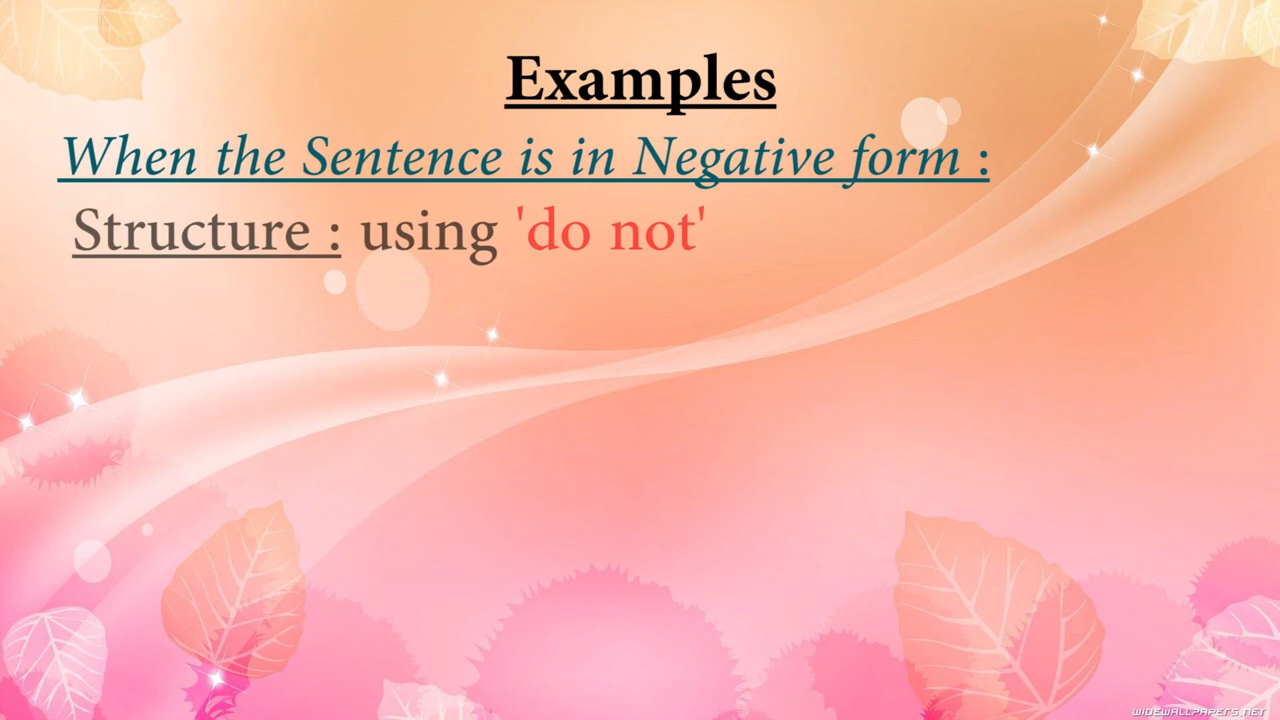 Examples
When the Sentence is in Negative form :
Structure : using 'do not'
WIDEWALLPAPERS.NET